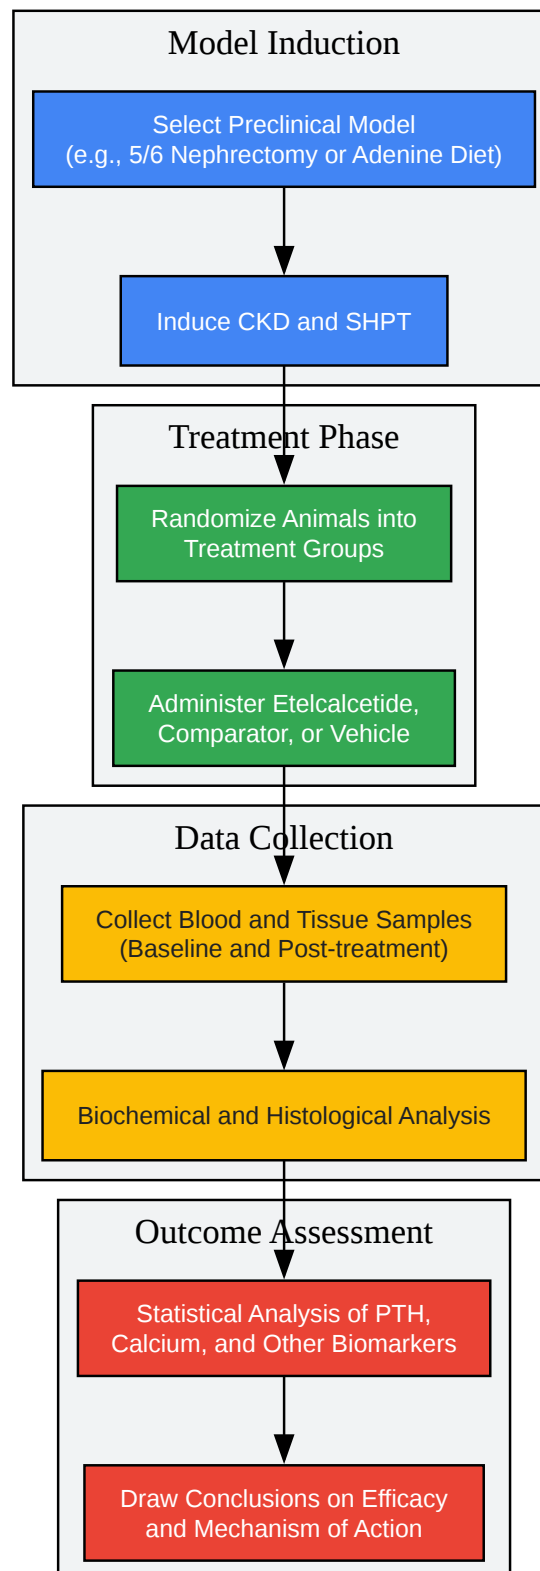 Model Induction
Select Preclinical Model
(e.g., 5/6 Nephrectomy or Adenine Diet)
Induce CKD and SHPT
Treatment Phase
Randomize Animals into
Treatment Groups
Administer Etelcalcetide,
Comparator, or Vehicle
Data Collection
Collect Blood and Tissue Samples
(Baseline and Post-treatment)
Biochemical and Histological Analysis
Outcome Assessment
Statistical Analysis of PTH,
Calcium, and Other Biomarkers
Draw Conclusions on Efficacy
and Mechanism of Action